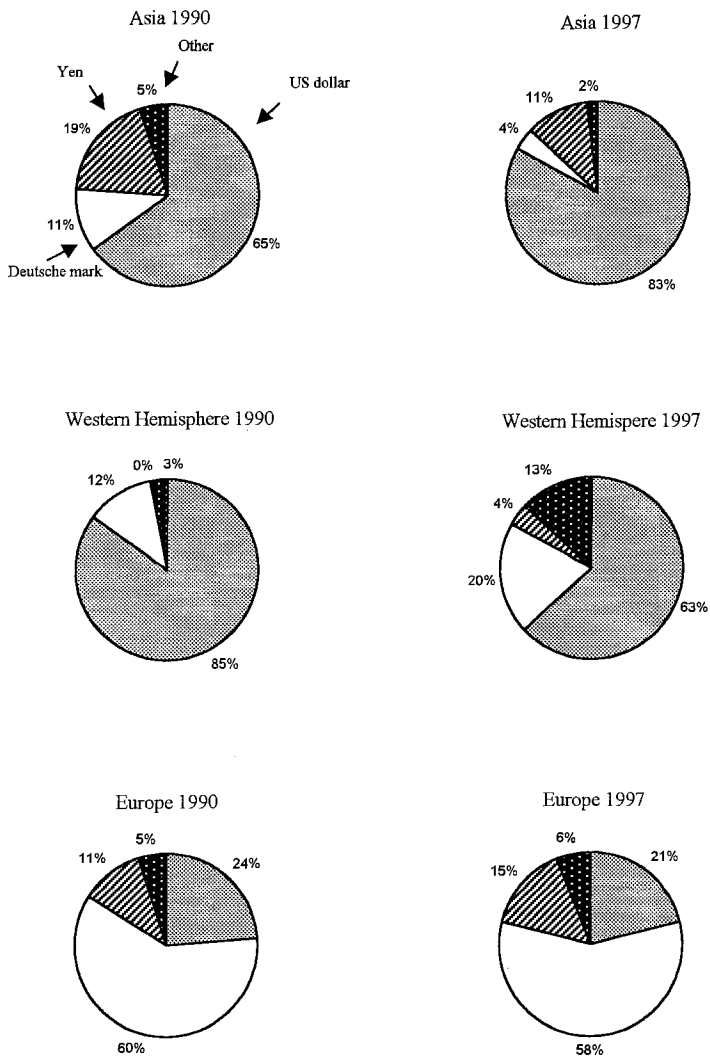 Asia 1990
Asia 1997
Other
Yen
US dollar
5%
19%
11%
65%
Deutsche mark
2%
11%
4%
83%
Western Hemisphere 1990
Western Hemispere 1997
0% 3%
12%
85%
13%
4%
20%
63%
Europe 1990
Europe 1997
5%
11%
24%
60%
6%
15%
21%
58%